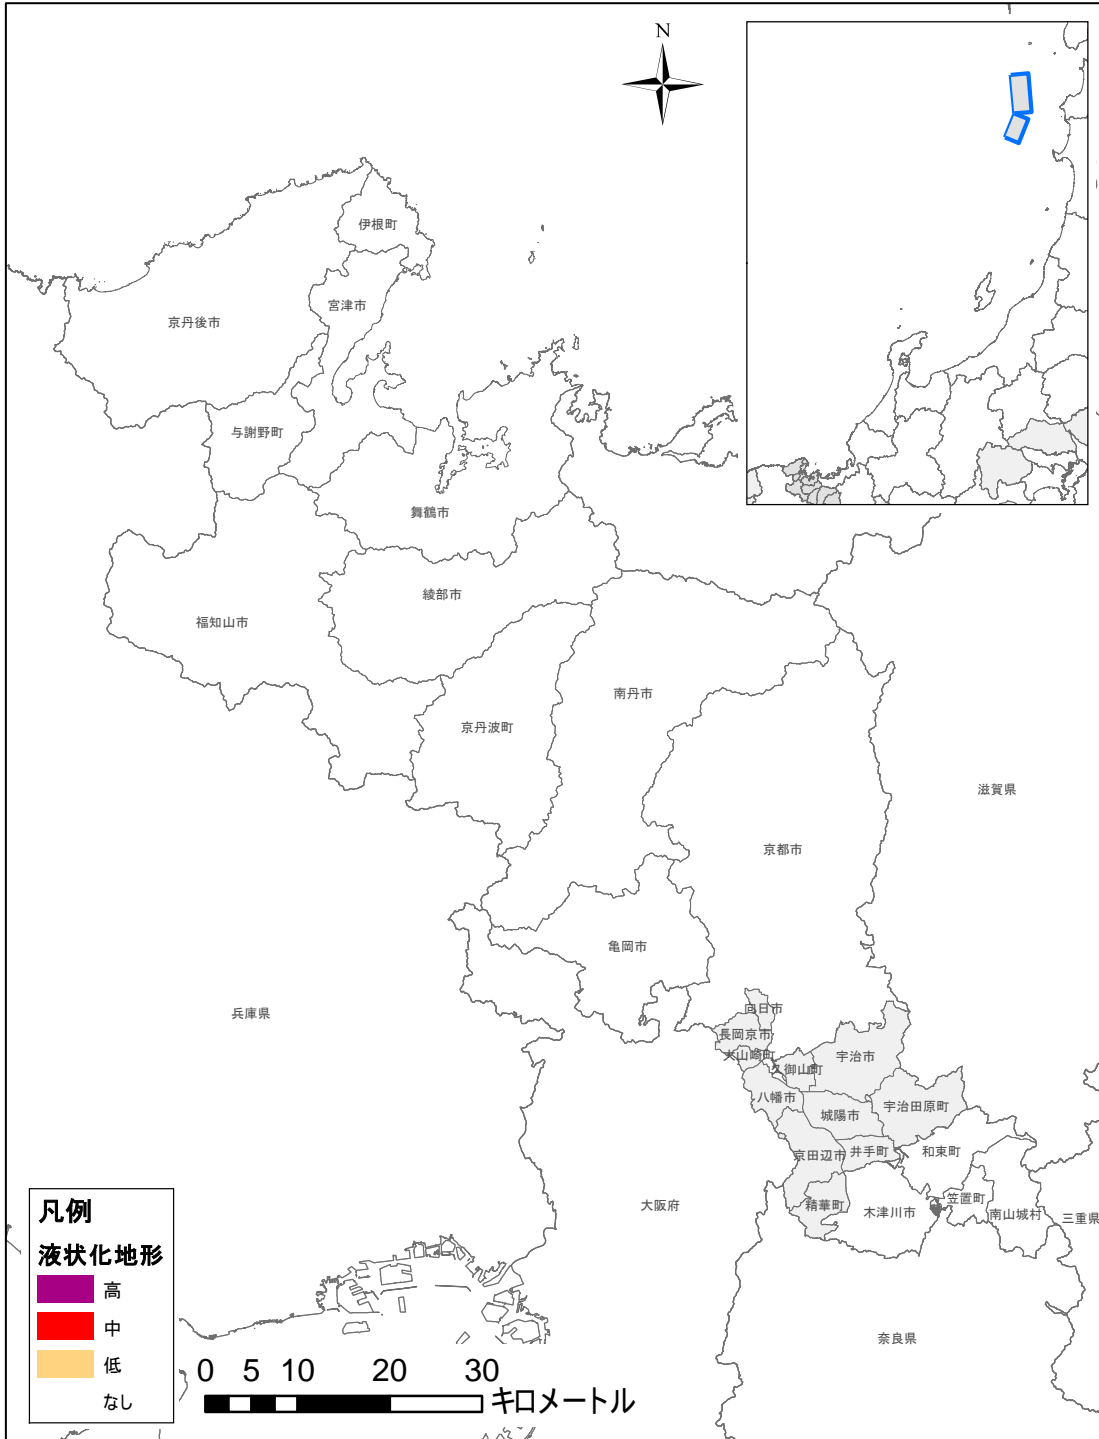 N
伊根町
宮津市
京丹後市
与謝野町
舞鶴市
綾部市
福知山市
南丹市
京丹波町
滋賀県
京都市
亀岡市
兵庫県
向日市
長岡京市
大山崎町
宇治市
久御山町
八幡市
宇治田原町
城陽市
井手町
和束町
京田辺市
笠置町
精華町
大阪府
木津川市
南山城村
三重県
奈良県
凡例
液状化地形
高
中
低
なし
0 5 10 20 30
キロメートル